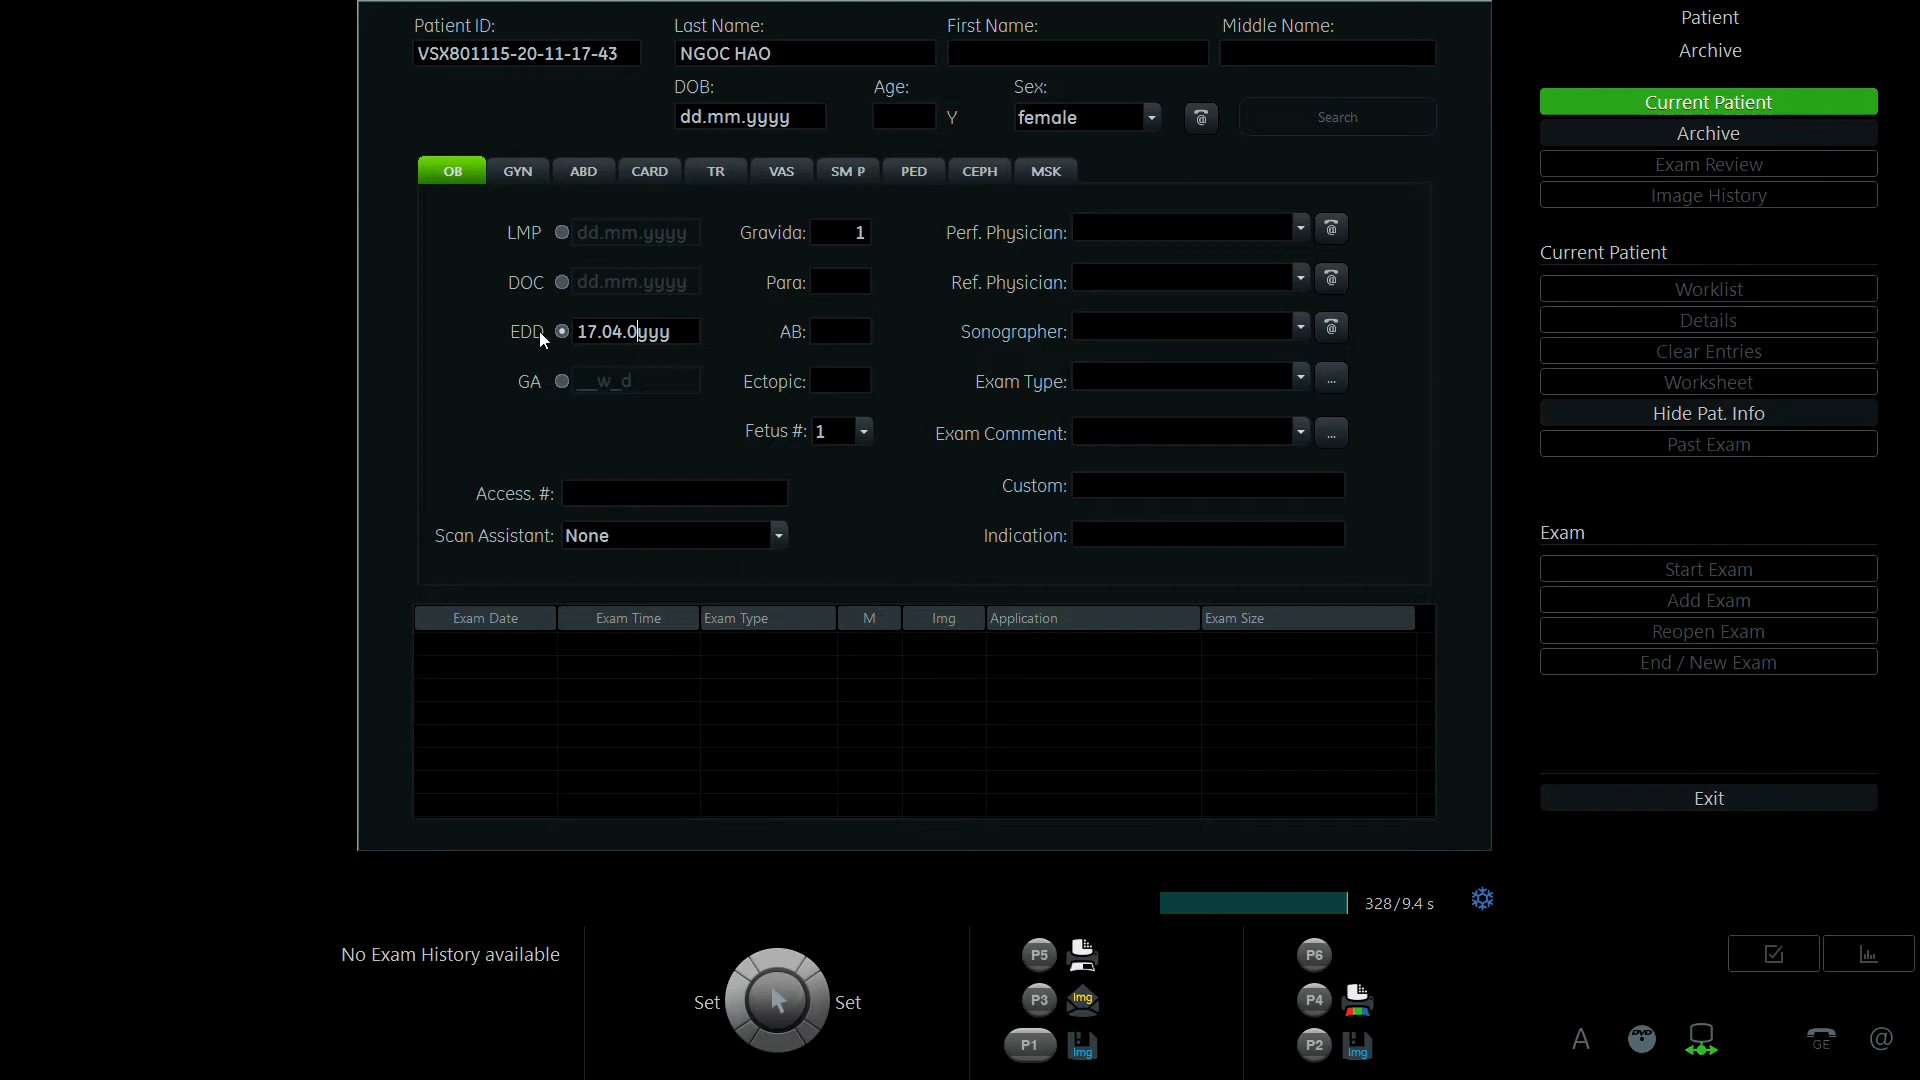 Patient ID: Last Name: First Name: Middle Name:
VSX801115-20-11-17-43 NGOC HAO
DOB: Age: Sex:
dd.mm.yyyy Y female @ Search
OB GYN ABD CARD TR VAS SM P PED CEPH MSK
LMP dd.mm.yyyy Gravida: 1 Perf. Physician: @
DOC dd.mm.yyyy Para: Ref. Physician: @
EDD 17.04.0yyy AB: Sonographer: @
GA __w_d Ectopic: Exam Type: ...
Fetus #: 1 Exam Comment: ...
Access. #: Custom:
Scan Assistant: None Indication:
Exam Date Exam Time Exam Type M Img Application Exam Size
328/9.4 s
No Exam History available
Set Set
P5 P6
P3 Img P4
P1 Img P2 Img
Patient
Archive
Current Patient
Archive
Exam Review
Image History
Current Patient
Worklist
Details
Clear Entries
Worksheet
Hide Pat. Info
Past Exam
Exam
Start Exam
Add Exam
Reopen Exam
End / New Exam
Exit
A DVD GE @